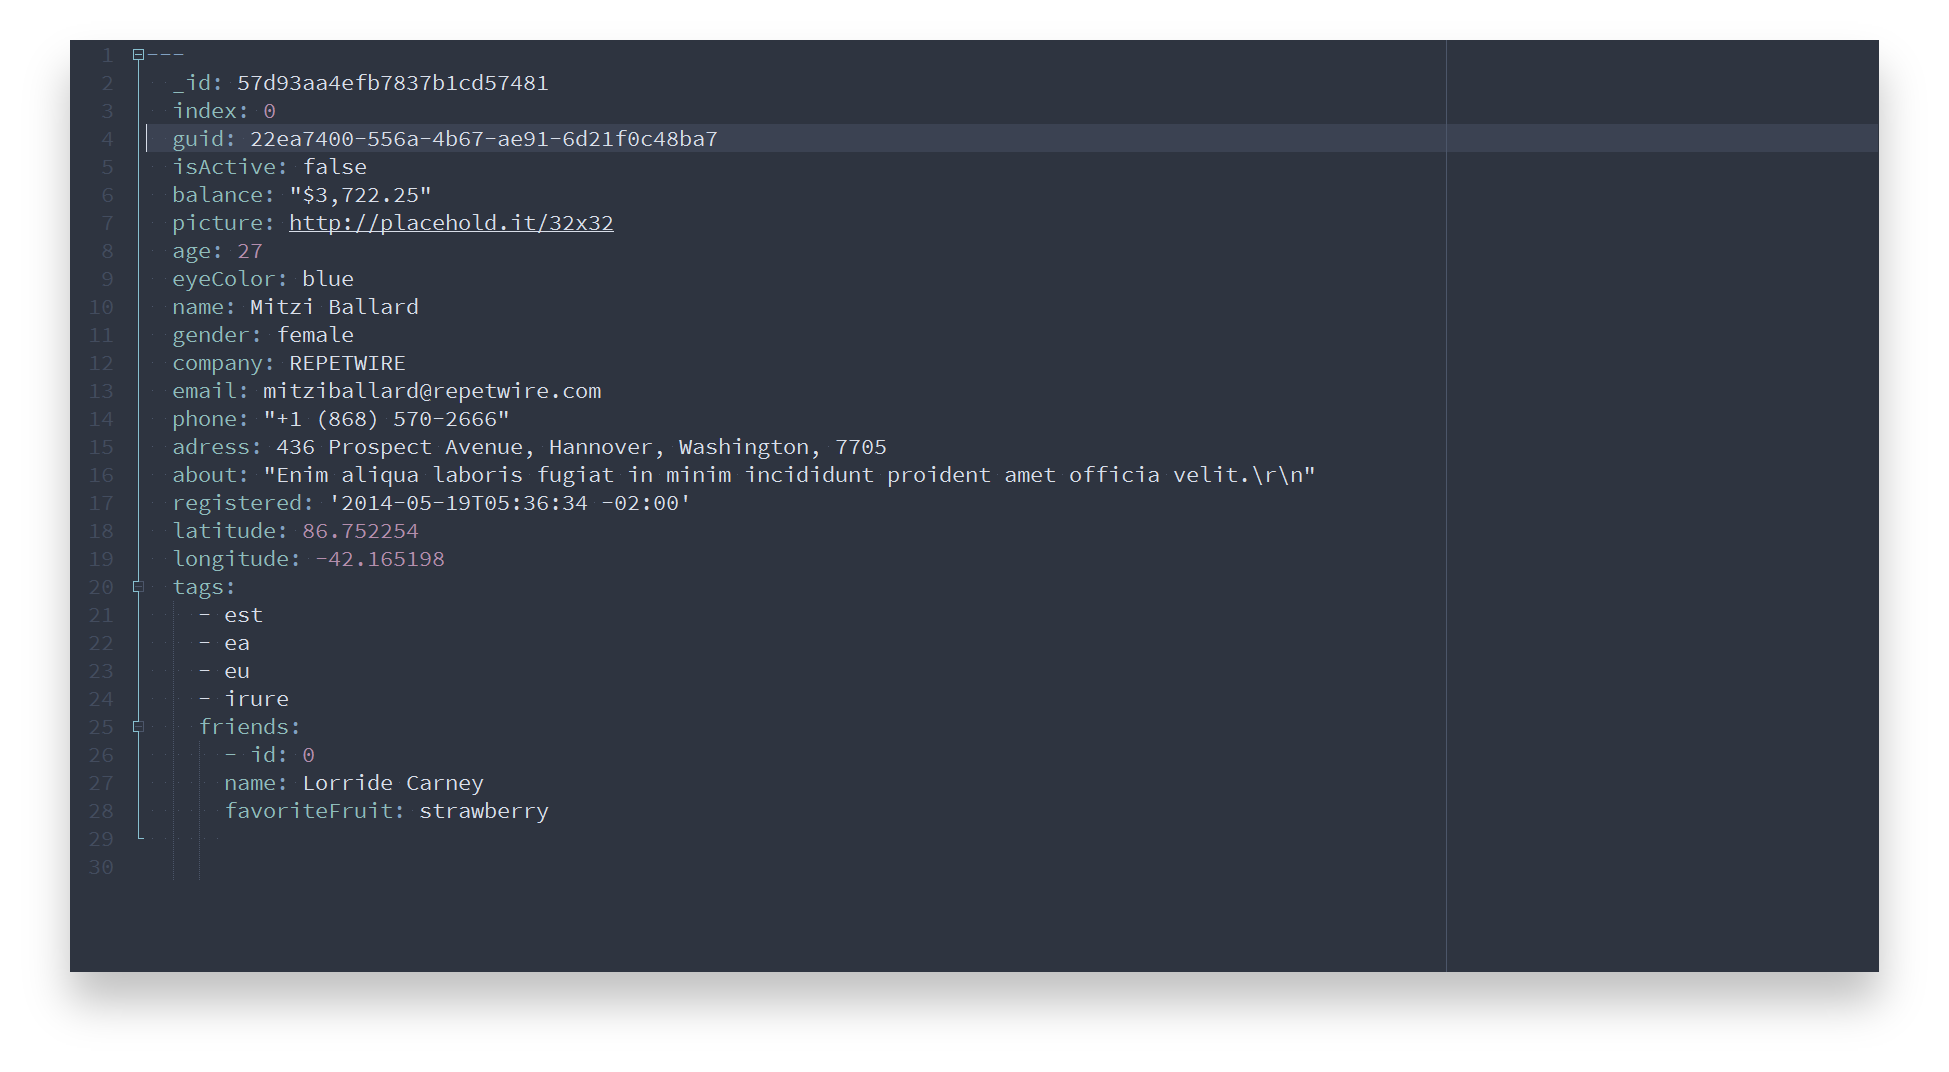 1 ---
2 _id: 57d93aa4efb7837b1cd57481
3 index: 0
4 guid: 22ea7400-556a-4b67-ae91-6d21f0c48ba7
5 isActive: false
6 balance: "$3,722.25"
7 picture: http://placehold.it/32x32
8 age: 27
9 eyeColor: blue
10 name: Mitzi Ballard
11 gender: female
12 company: REPETWIRE
13 email: mitziballard@repetwire.com
14 phone: "+1 (868) 570-2666"
15 adress: 436 Prospect Avenue, Hannover, Washington, 7705
16 about: "Enim aliqua laboris fugiat in minim incididunt proident amet officia velit.\r\n"
17 registered: '2014-05-19T05:36:34 -02:00'
18 latitude: 86.752254
19 longitude: -42.165198
20 tags:
21 - est
22 - ea
23 - eu
24 - irure
25 friends:
26 - id: 0
27 name: Lorride Carney
28 favoriteFruit: strawberry
29
30